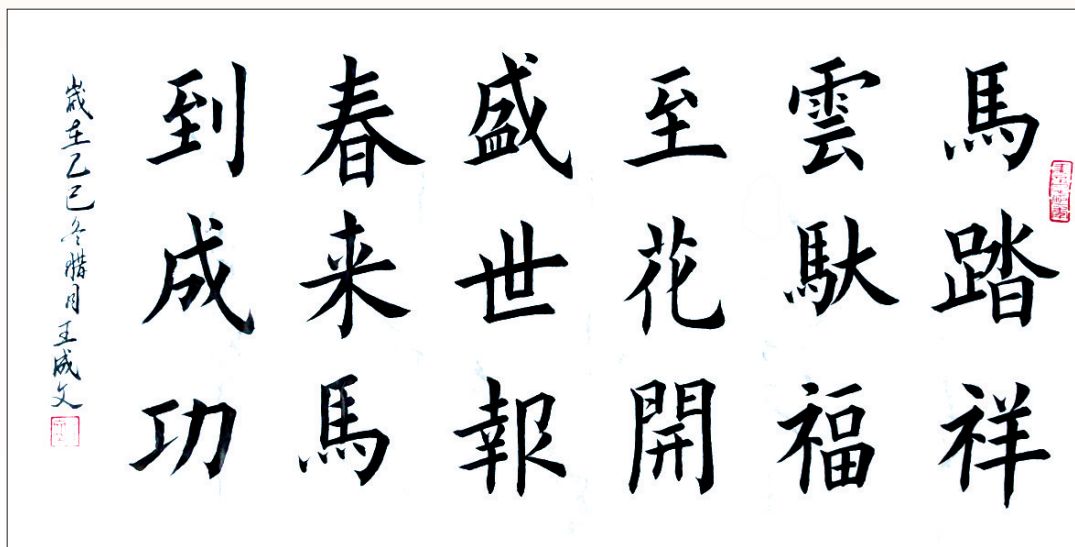 馬踏祥
雲馱福
至花開
盛世報
春来馬
到成功
歲在乙巳冬腊月王成文